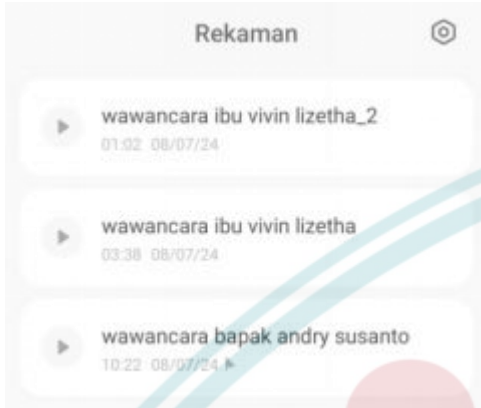 Rekaman
wawancara ibu vivin lizetha_2
01:02 08/07/24
wawancara ibu vivin lizetha
03:38 08/07/24
wawancara bapak andry susanto
10:22 08/07/24